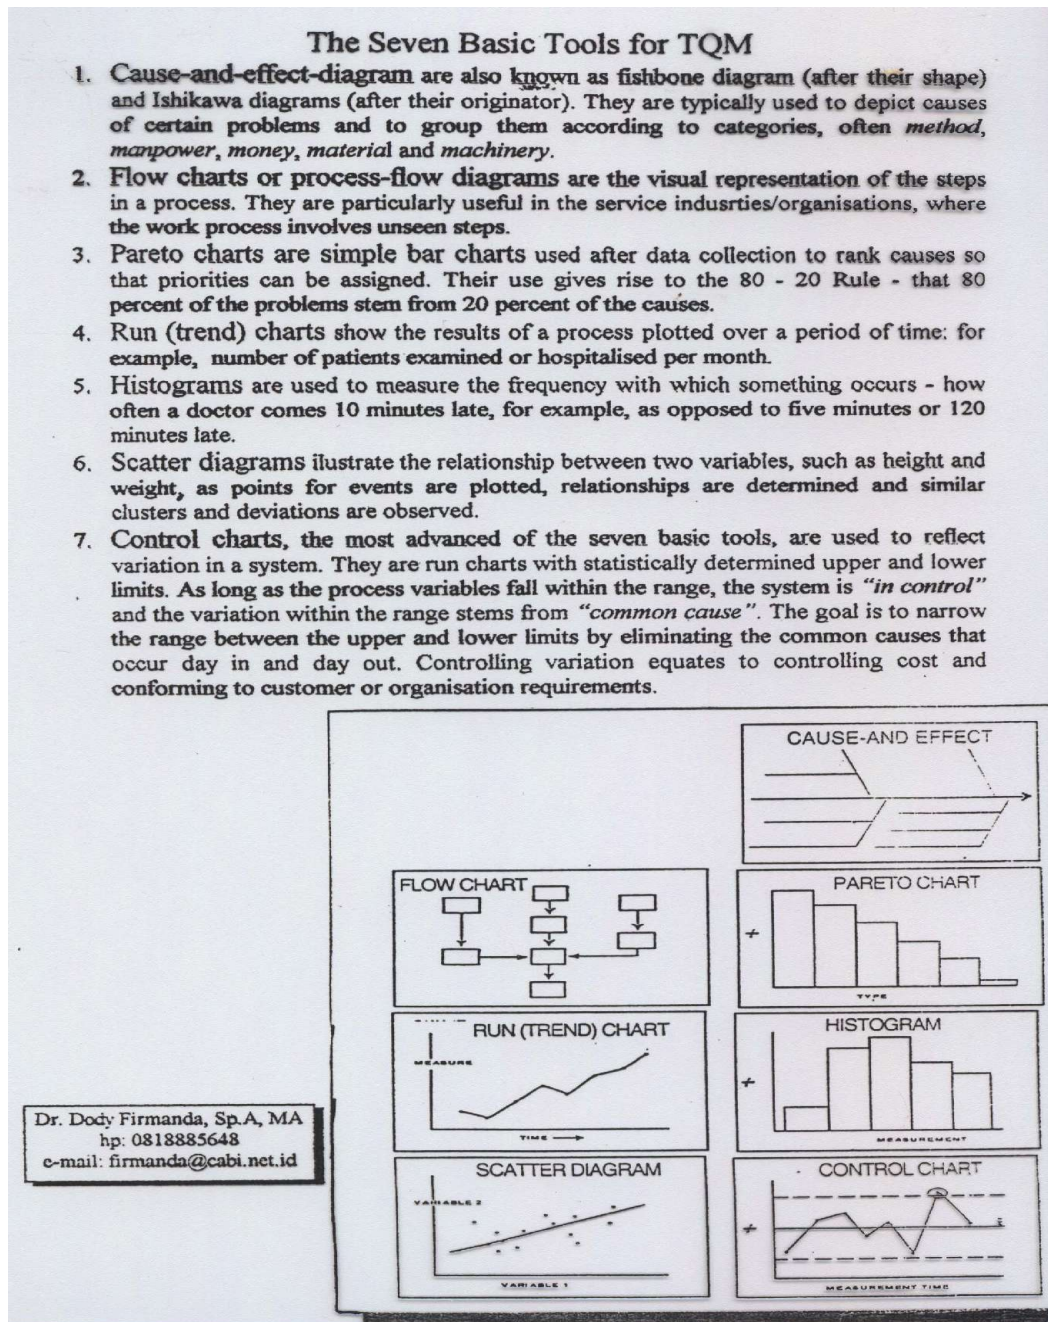 The Seven Basic Tools for TQM
1. Cause-and-effect-diagram are also known as fishbone diagram (after their shape)
and Ishikawa diagrams (after their originator). They are typically used to depict causes
of certain problems and to group them according to categories, often method,
manpower, money, material and machinery.
2. Flow charts or process-flow diagrams are the visual representation of the steps
in a process. They are particularly useful in the service indusrties/organisations, where
the work process involves unseen steps.
3. Pareto charts are simple bar charts used after data collection to rank causes so
that priorities can be assigned. Their use gives rise to the 80 - 20 Rule - that 80
percent of the problems stem from 20 percent of the causes.
4. Run (trend) charts show the results of a process plotted over a period of time: for
example, number of patients examined or hospitalised per month.
5. Histograms are used to measure the frequency with which something occurs - how
often a doctor comes 10 minutes late, for example, as opposed to five minutes or 120
minutes late.
6. Scatter diagrams ilustrate the relationship between two variables, such as height and
weight, as points for events are plotted, relationships are determined and similar
clusters and deviations are observed.
7. Control charts, the most advanced of the seven basic tools, are used to reflect
variation in a system. They are run charts with statistically determined upper and lower
limits. As long as the process variables fall within the range, the system is "in control"
and the variation within the range stems from "common cause". The goal is to narrow
the range between the upper and lower limits by eliminating the common causes that
occur day in and day out. Controlling variation equates to controlling cost and
conforming to customer or organisation requirements.
CAUSE-AND EFFECT
FLOW CHART
PARETO CHART
TYPE
RUN (TREND) CHART
MEASURE
TIME
HISTOGRAM
MEASUREMENT
Dr. Dody Firmanda, Sp.A, MA
hp: 0818885648
e-mail: firmanda@cabi.net.id
SCATTER DIAGRAM
VARIABLE 2
VARIABLE 1
CONTROL CHART
MEASUREMENT TIME